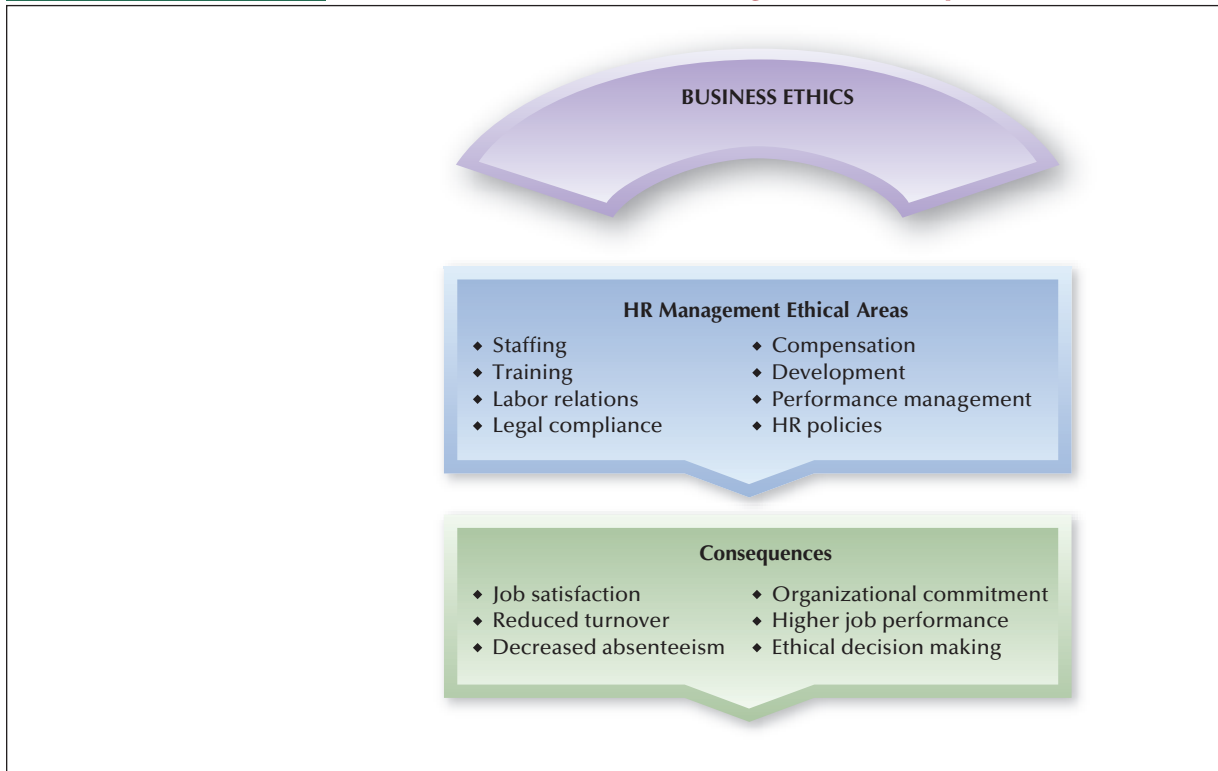 BUSINESS ETHICS
HR Management Ethical Areas
◆ Staffing
◆ Training
◆ Labor relations
◆ Legal compliance
◆ Compensation
◆ Development
◆ Performance management
◆ HR policies
Consequences
◆ Job satisfaction
◆ Reduced turnover
◆ Decreased absenteeism
◆ Organizational commitment
◆ Higher job performance
◆ Ethical decision making